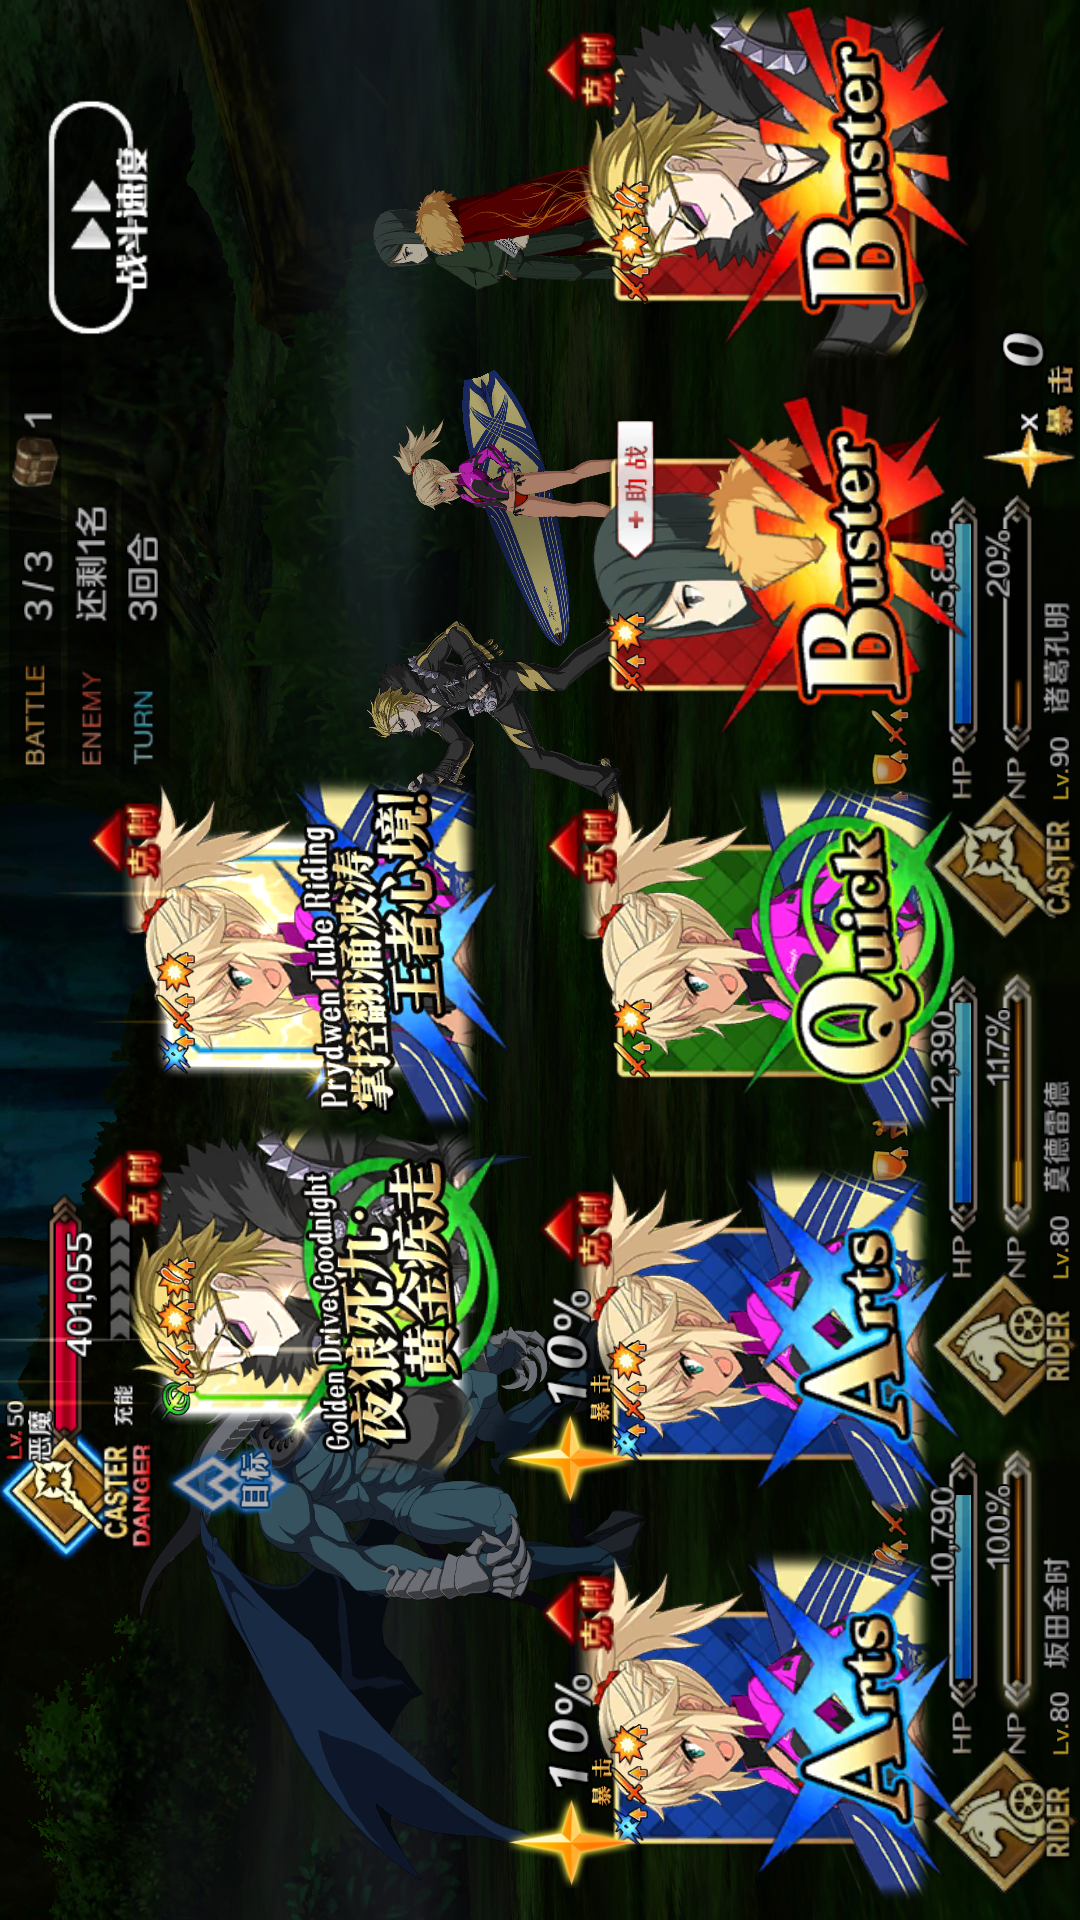 Lv.50
恶魔
401,055
CASTER
DANGER
充能
目标
BATTLE 3/3
1
ENEMY 还剩1名
TURN 3回合
战斗速度
克制
Golden Drive:Goodnight
夜狼死九·
黄金疾走
克制
Prydwen Tube Riding
掌控翻涌波涛
王者心境!
10%
暴击
克制
Arts
10%
暴击
克制
Arts
克制
Quick
+助战
Buster
克制
Buster
HP 10,790
NP 100%
RIDER Lv.80 坂田金时
HP 12,390
NP 117%
RIDER Lv.80 莫德雷德
HP
NP 20%
CASTER Lv.90 诸葛孔明
x 0
暴击